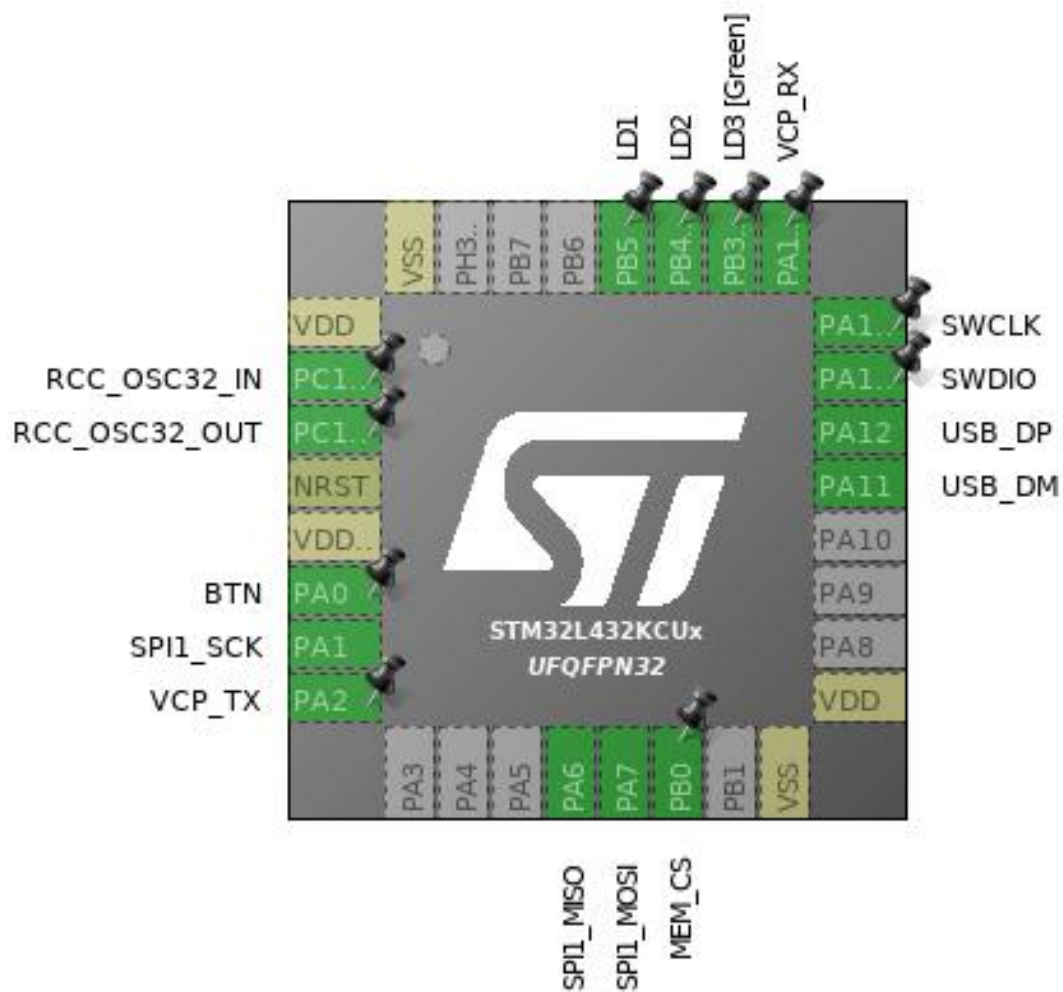 LD1
LD2
LD3 [Green]
VCP_RX
VSS
PH3..
PB7
PB6
PB5
PB4..
PB3..
PA1..
VDD
PA1..
SWCLK
RCC_OSC32_IN
PC1..
PA1..
SWDIO
RCC_OSC32_OUT
PC1..
PA12
USB_DP
NRST
PA11
USB_DM
VDD..
PA10
BTN
PA0
PA9
SPI1_SCK
PA1
PA8
VCP_TX
PA2
VDD
STM32L432KCUx
UFQFPN32
PA3
PA4
PA5
PA6
PA7
PB0
PB1
VSS
SPI1_MISO
SPI1_MOSI
MEM_CS